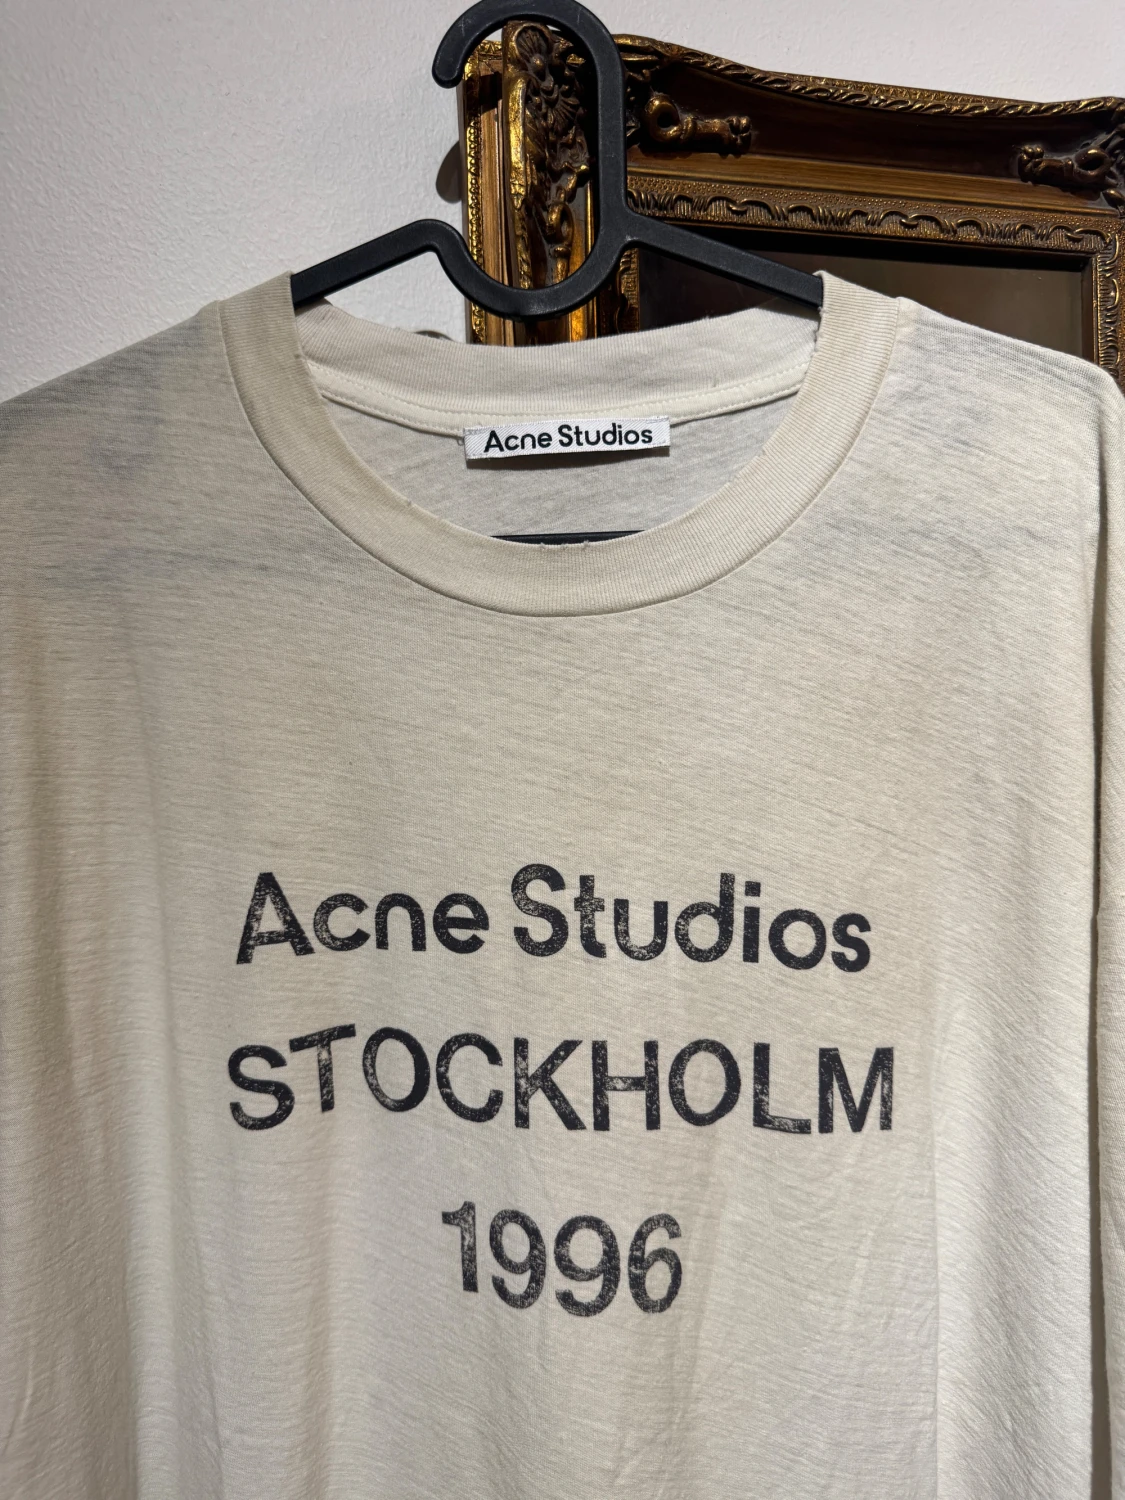 Acne Studios
Acne Studios
STOCKHOLM
1996